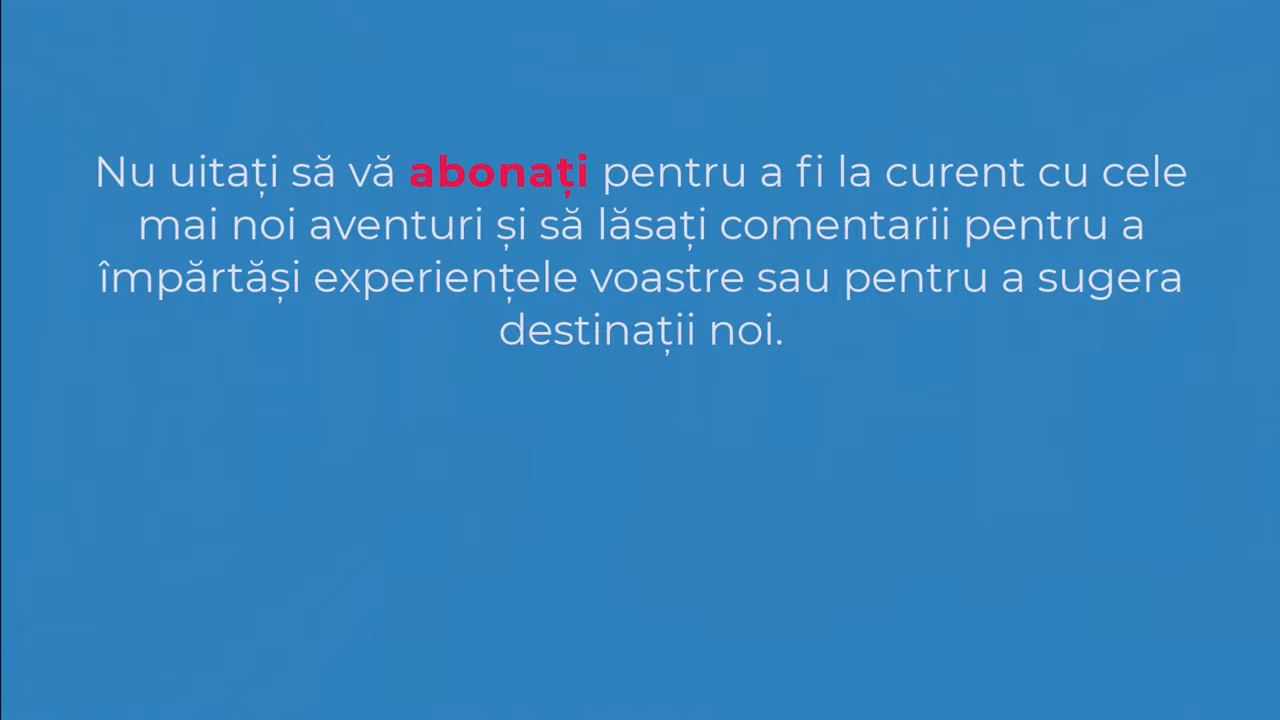 Nu uitați să vă abonați pentru a fi la curent cu cele
mai noi aventuri și să lăsați comentarii pentru a
împărtăși experiențele voastre sau pentru a sugera
destinații noi.